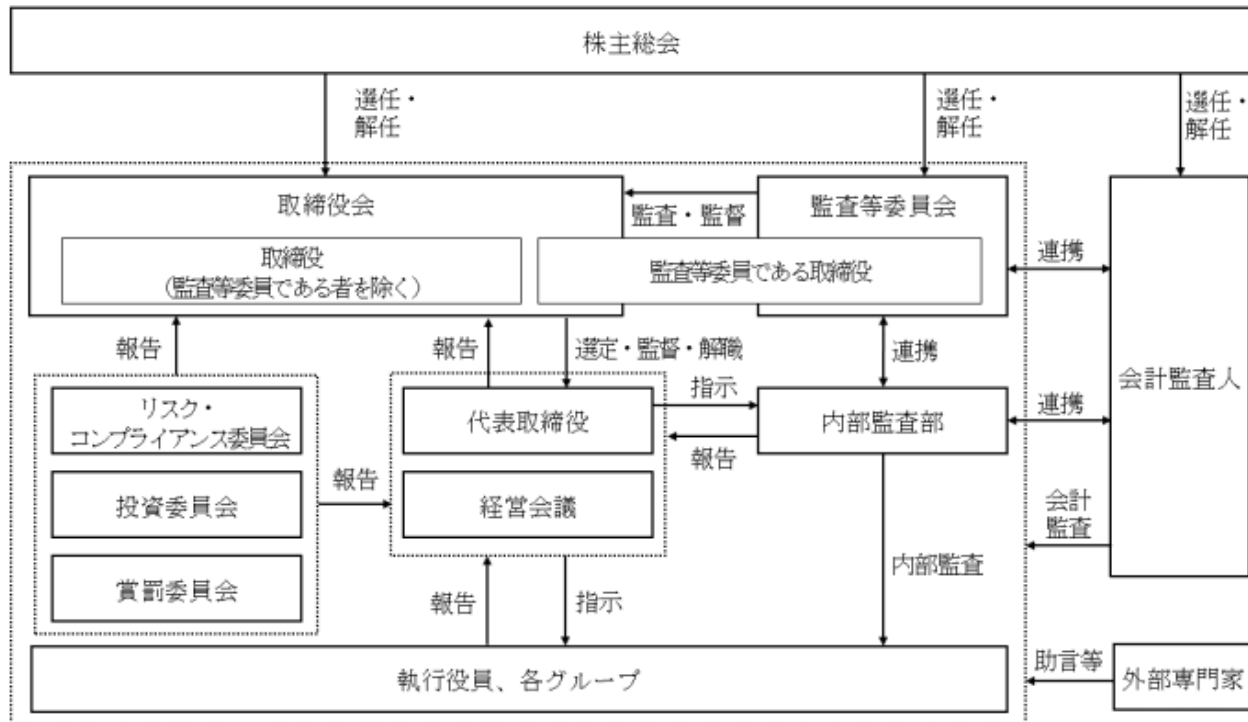 株主総会
選任・
解任
選任・
解任
選任・
解任
取締役会
監査・監督
監査等委員会
取締役
(監査等委員である者を除く)
監査等委員である取締役
連携
報告
報告
選定・監督・解職
連携
会計監査人
リスク・
コンプライアンス委員会
代表取締役
指示
内部監査部
連携
報告
投資委員会
報告
経営会議
会計
監査
賞罰委員会
報告
指示
内部監査
執行役員、各グループ
助言等
外部専門家